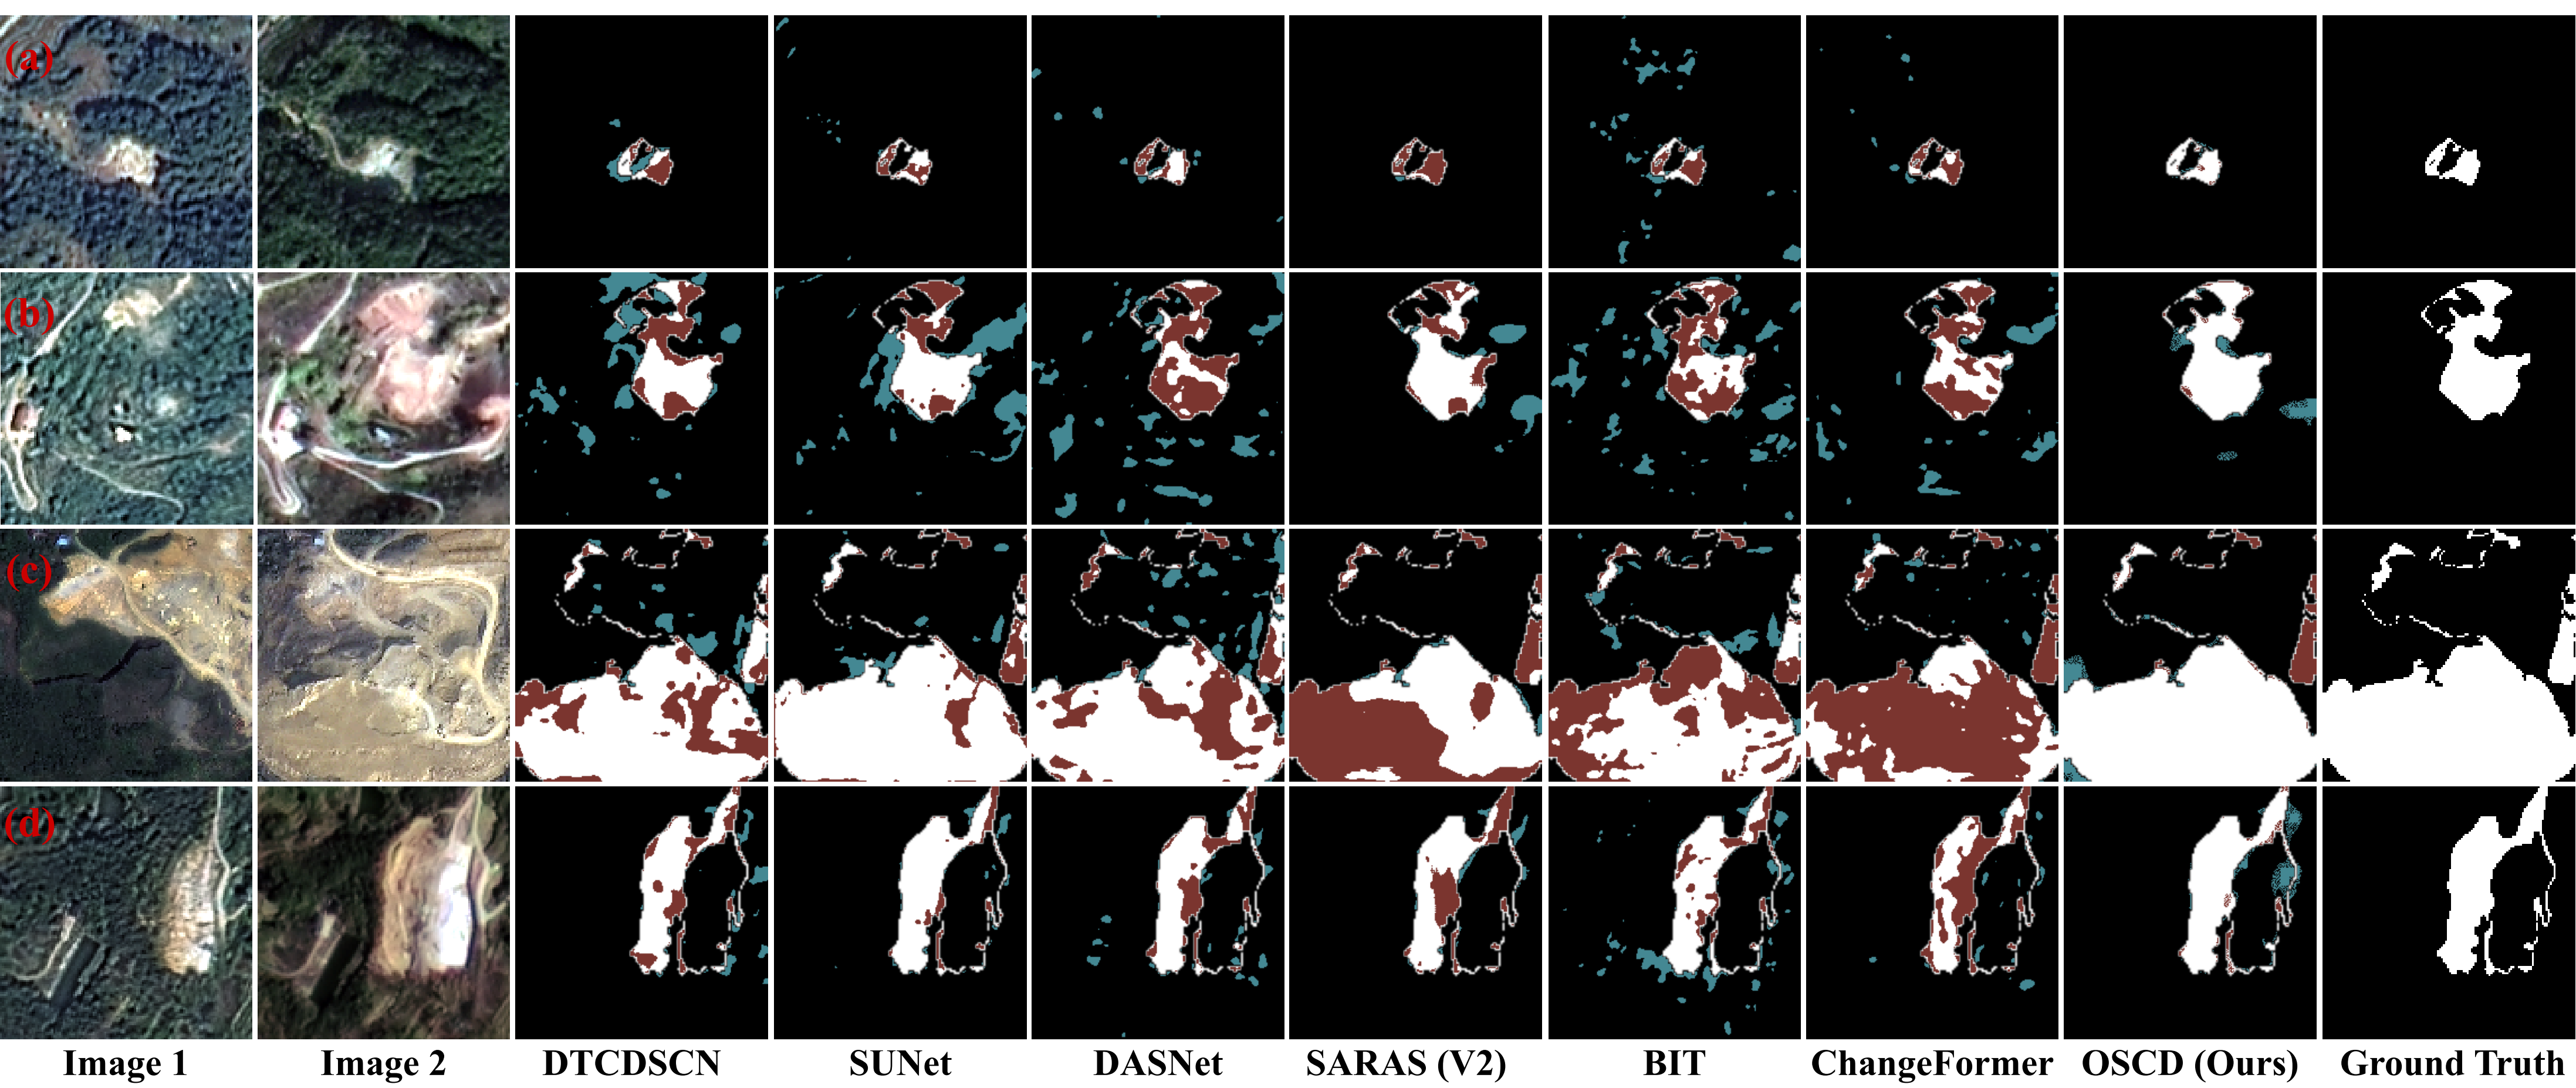 (a)
(b)
(c)
(d)
Image 1 Image 2 DTCDSCN SUNet DASNet SARAS (V2) BIT ChangeFormer OSCD (Ours) Ground Truth